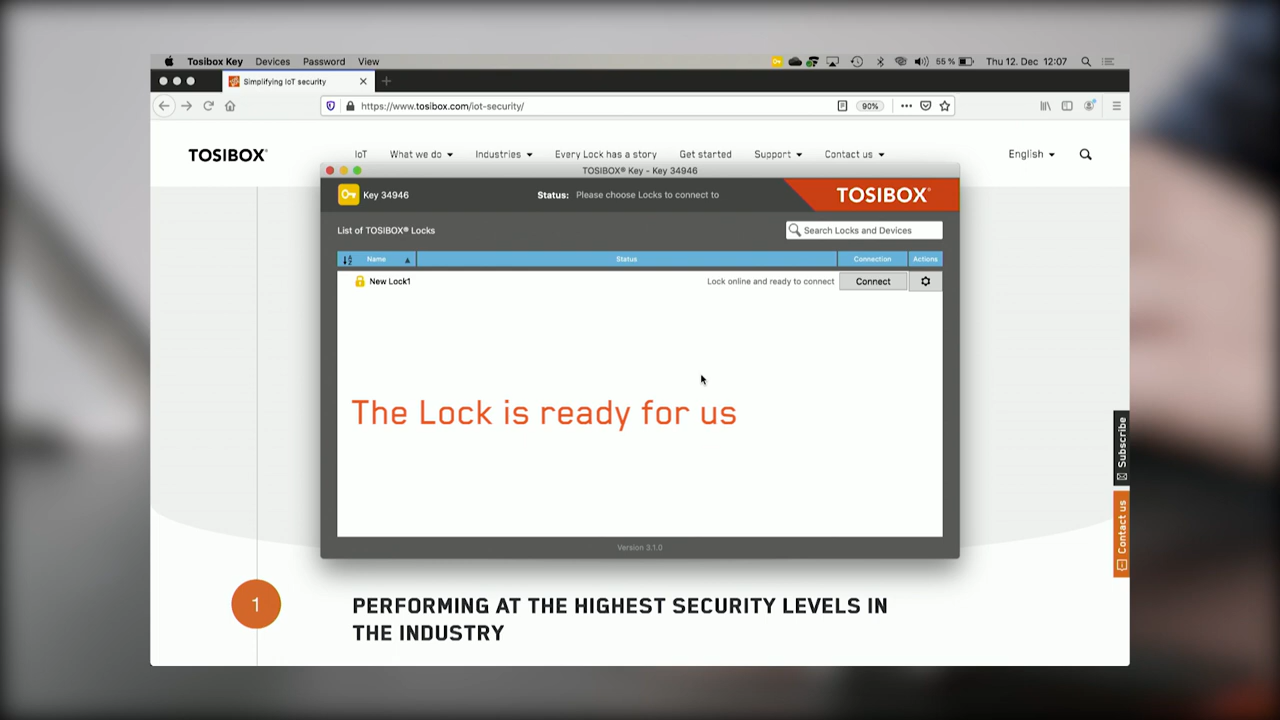 Tosibox Key Devices Password View 55 % Thu 12. Dec 12:07
Simplifying IoT security
https://www.tosibox.com/iot-security/ 90%
TOSIBOX® IoT What we do Industries Every Lock has a story Get started Support Contact us English
TOSIBOX® Key - Key 34946
Key 34946 Status: Please choose Locks to connect to TOSIBOX®
List of TOSIBOX® Locks Search Locks and Devices
Name Status Connection Actions
New Lock1 Lock online and ready to connect Connect
The Lock is ready for us
Subscribe
Contact us
Version 3.1.0
1 PERFORMING AT THE HIGHEST SECURITY LEVELS IN
THE INDUSTRY